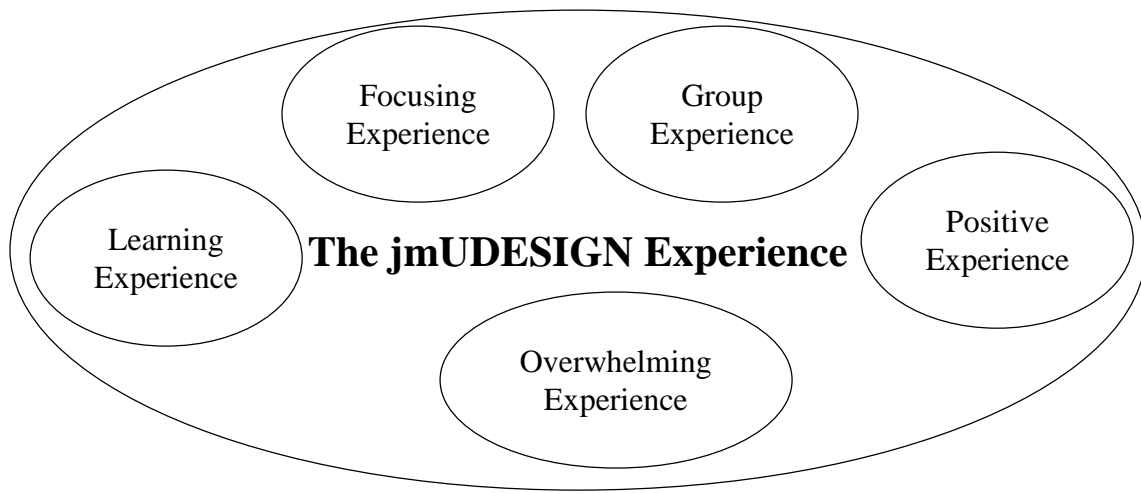 Focusing
Experience
Group
Experience
Learning
Experience
The jmUDESIGN Experience
Positive
Experience
Overwhelming
Experience